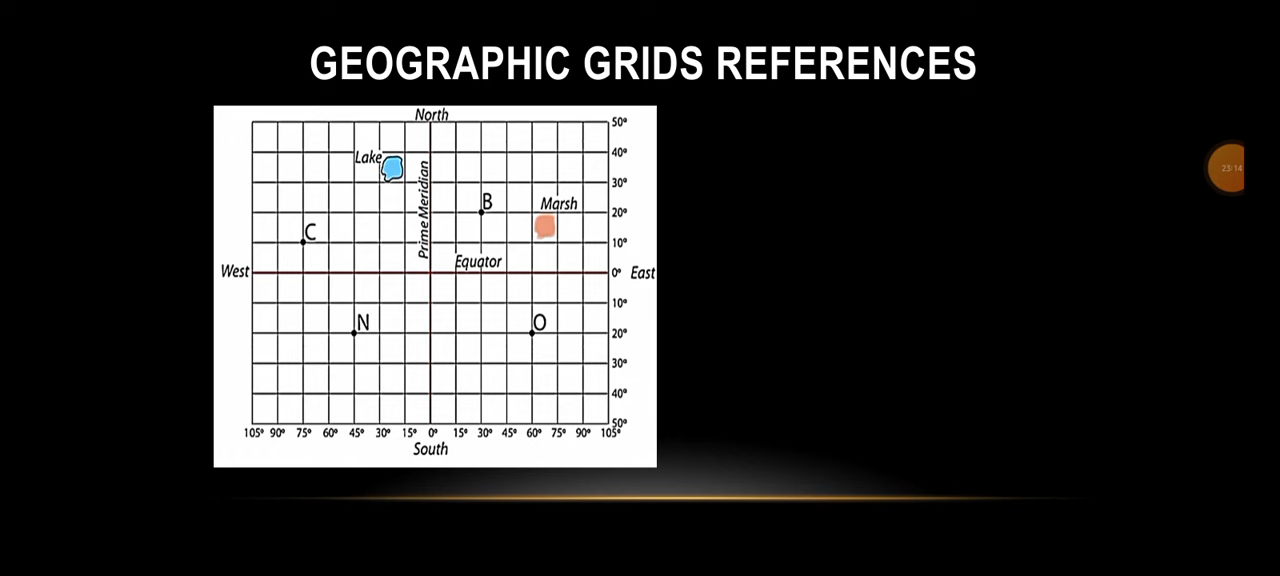 GEOGRAPHIC GRIDS REFERENCES
North
50°
Lake
40°
30°
Prime Meridian
B
Marsh
20°
C
10°
Equator
West
0° East
10°
N
O
20°
30°
40°
50°
105° 90° 75° 60° 45° 30° 15° 0° 15° 30° 45° 60° 75° 90° 105°
South
23:14